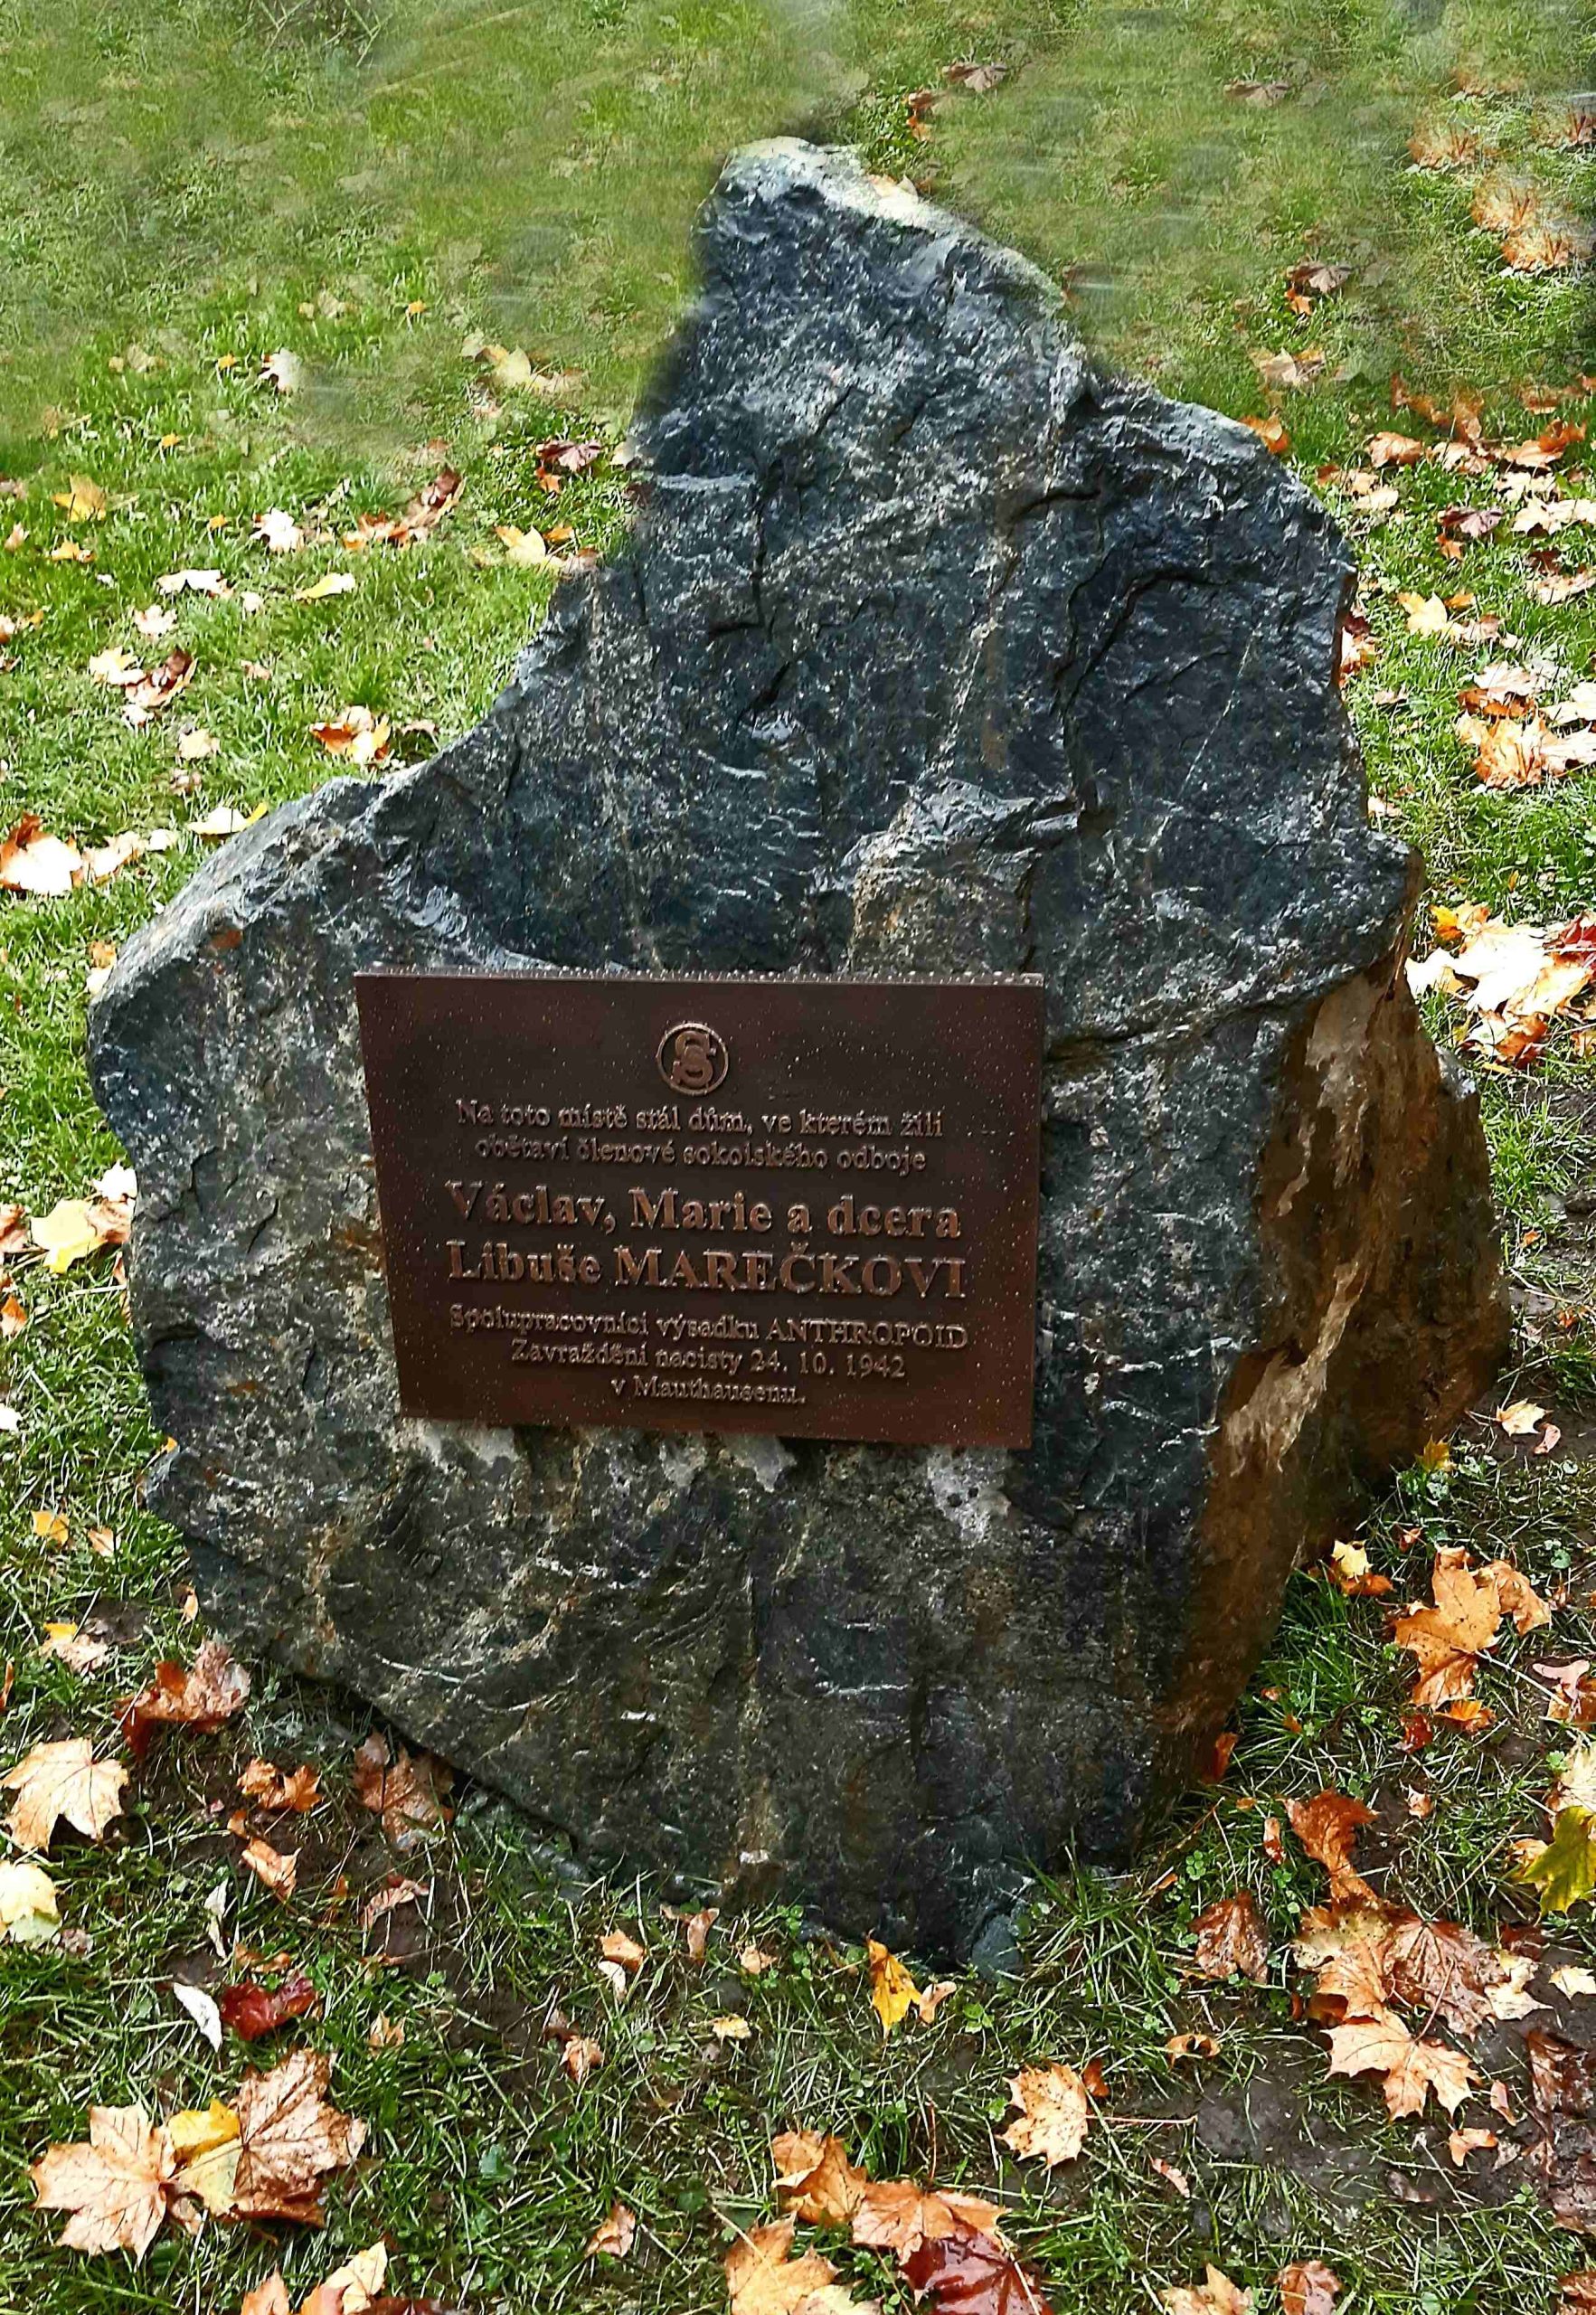 S
Na toto místě stál dům, ve kterém žili
obětaví členové sokolského odboje
Václav, Marie a dcera
Libuše MAREČKOVI
Spolupracovníci výsadku ANTHROPOID
Zavraždění nacisty 24. 10. 1942
v Mauthausenu.